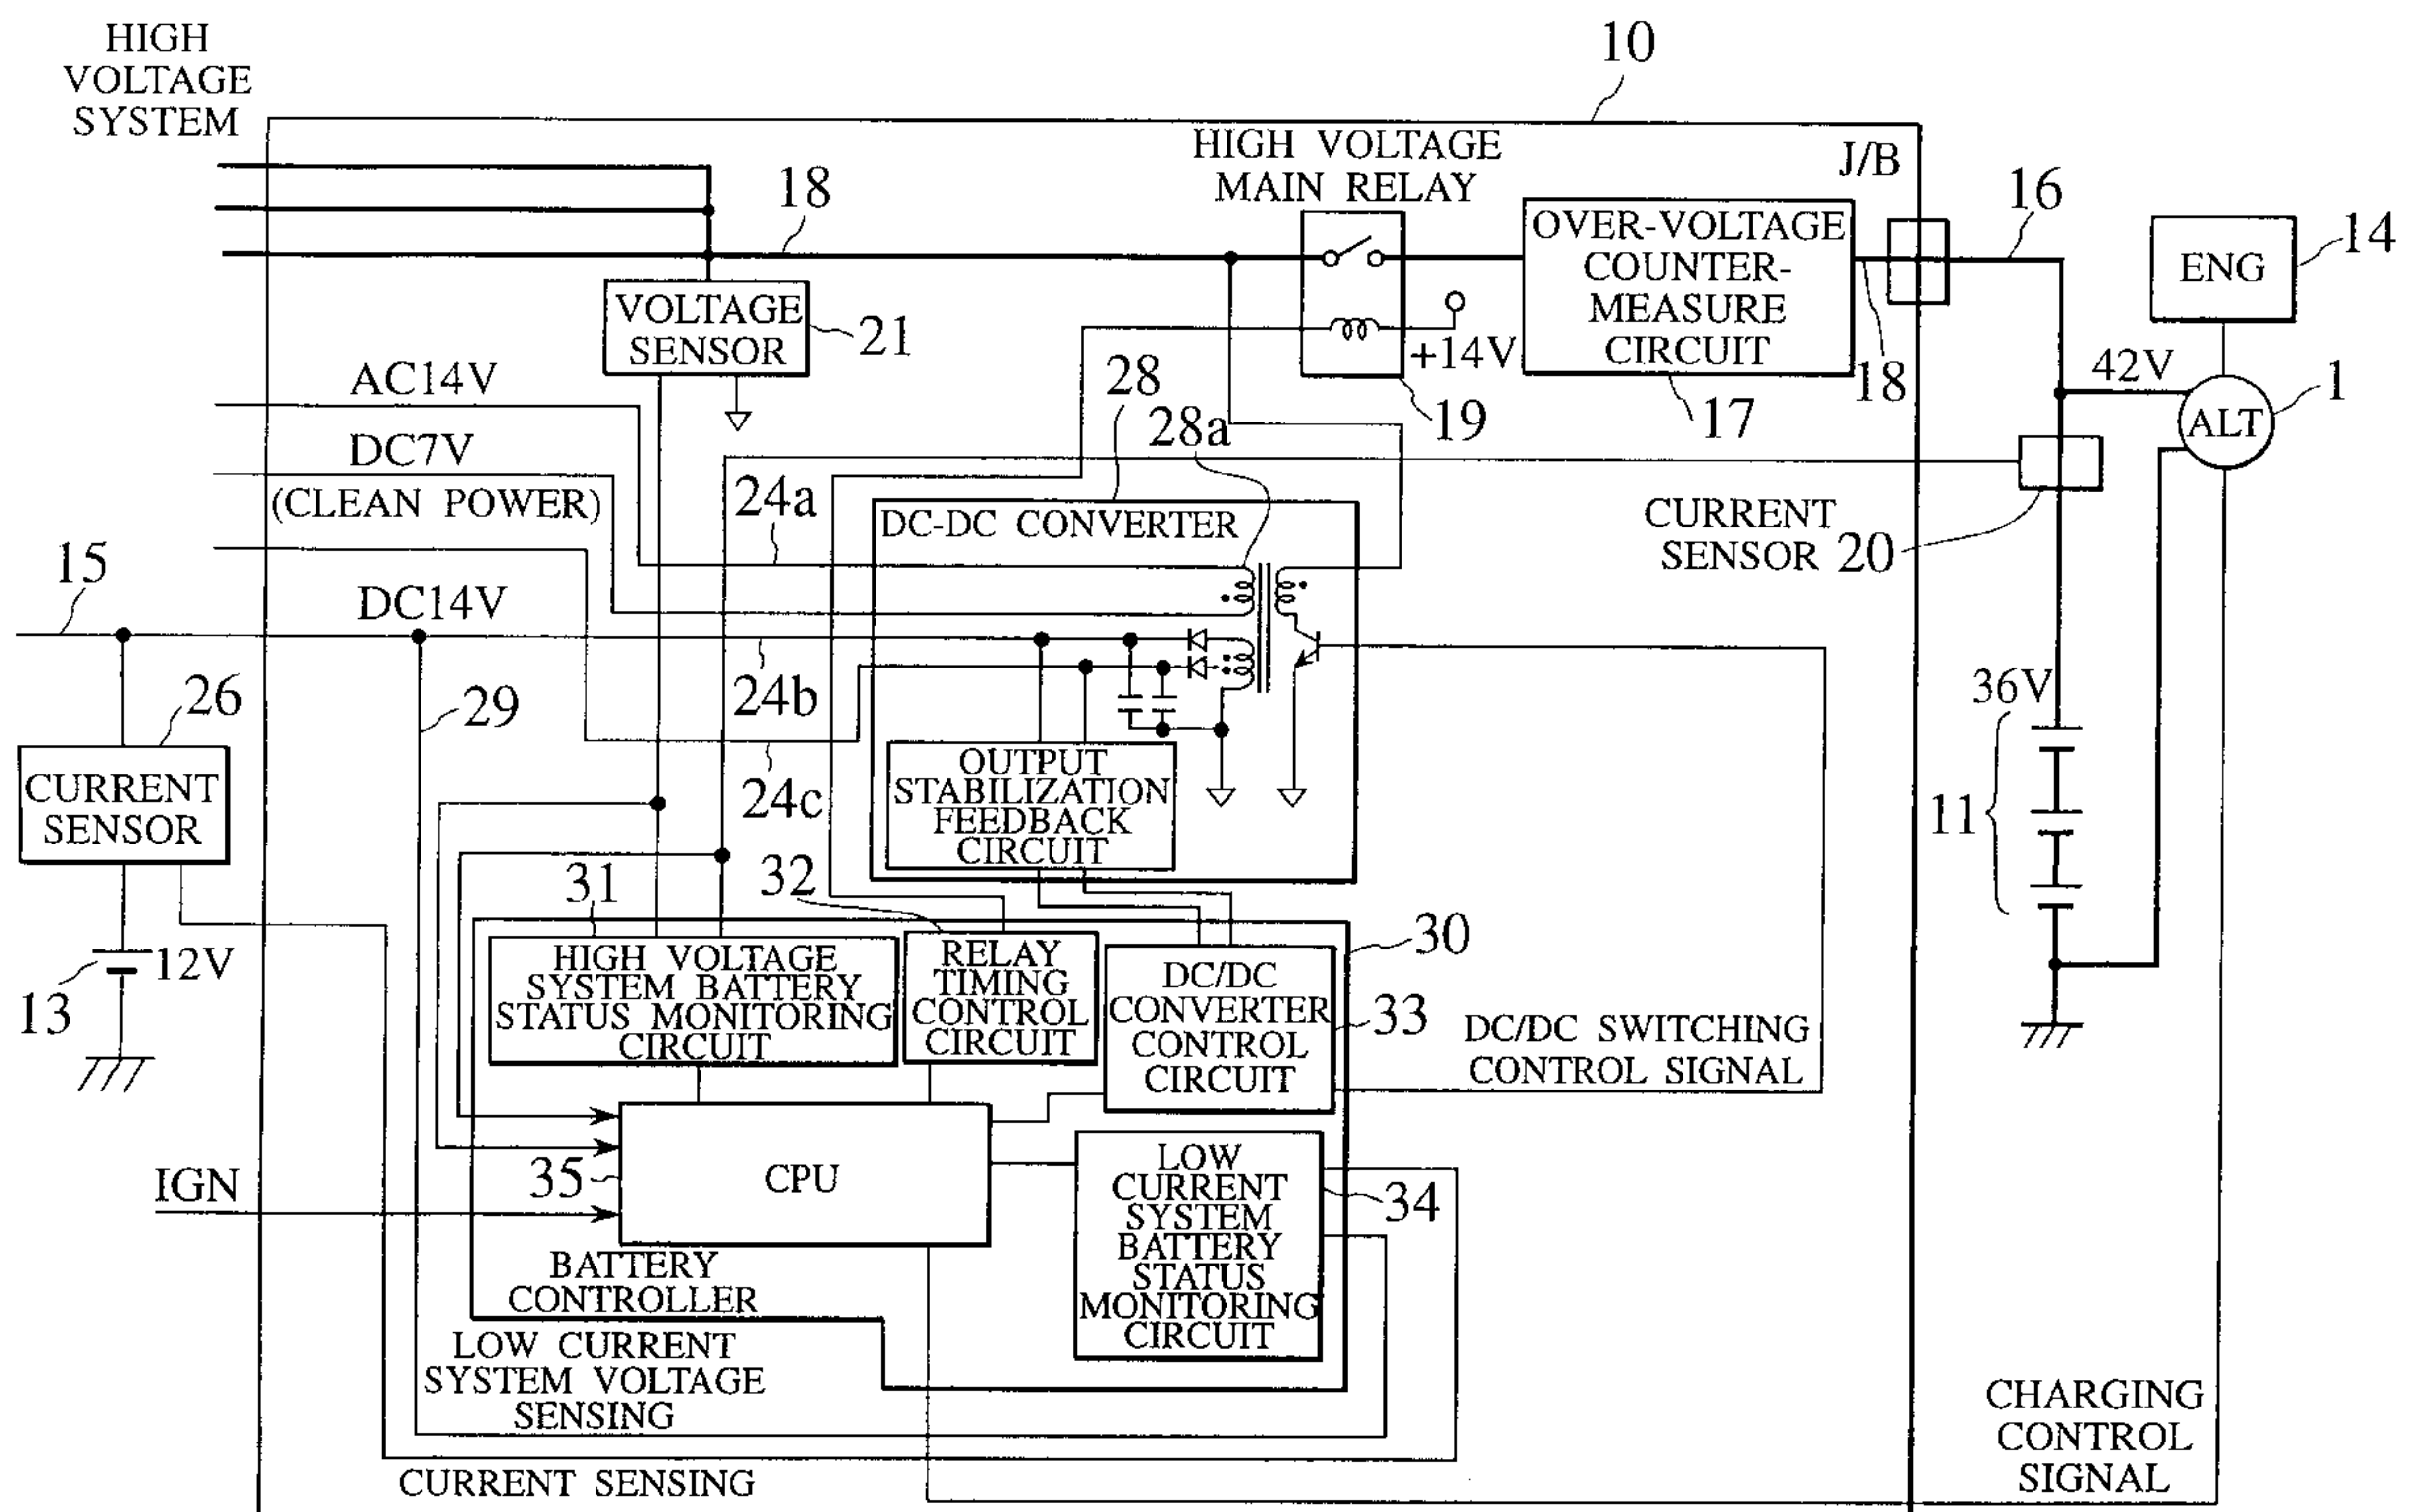 HIGH
VOLTAGE
SYSTEM
10
HIGH VOLTAGE
MAIN RELAY
J/B
18
16
OVER-VOLTAGE
COUNTER-
MEASURE
CIRCUIT
ENG
14
VOLTAGE
SENSOR
21
+14V
18
42V
AC14V
28
19
17
ALT
1
28a
DC7V
(CLEAN POWER)
24a
DC-DC CONVERTER
CURRENT
SENSOR 20
15
DC14V
24b
29
26
36V
CURRENT
SENSOR
24c
OUTPUT
STABILIZATION
FEEDBACK
CIRCUIT
11
31
32
30
12V
13
HIGH VOLTAGE
SYSTEM BATTERY
STATUS MONITORING
CIRCUIT
RELAY
TIMING
CONTROL
CIRCUIT
DC/DC
CONVERTER
CONTROL
CIRCUIT
33
DC/DC SWITCHING
CONTROL SIGNAL
IGN
35
CPU
LOW
CURRENT
SYSTEM
BATTERY
STATUS
MONITORING
CIRCUIT
34
BATTERY
CONTROLLER
LOW CURRENT
SYSTEM VOLTAGE
SENSING
CURRENT SENSING
CHARGING
CONTROL
SIGNAL